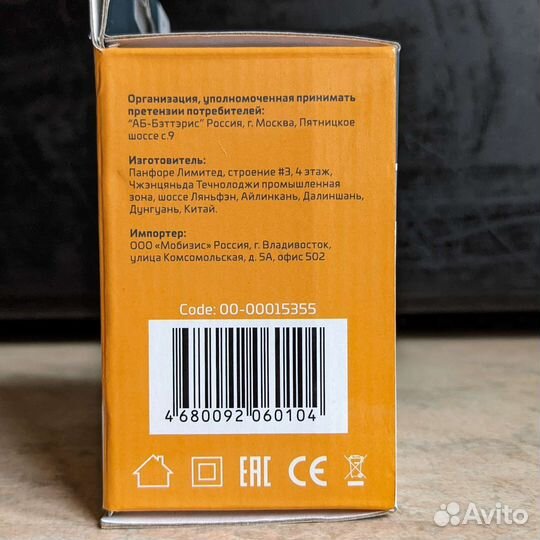 Организация, уполномоченная принимать
претензии потребителей:
"АБ-Бэттэрис" Россия, г. Москва, Пятницкое
шоссе с.9
Изготовитель:
Панфоре Лимитед, строение #3, 4 этаж,
Чжэнцяньда Течнолоджи промышленная
зона, шоссе Ляньфэн, Айлинкань, Далиншань,
Дунгуань, Китай.
Импортер:
ООО «Мобизис» Россия, г. Владивосток,
улица Комсомольская, д. 5А, офис 502
Code: 00-00015355
4 680092 060104
EAC CE
Avito